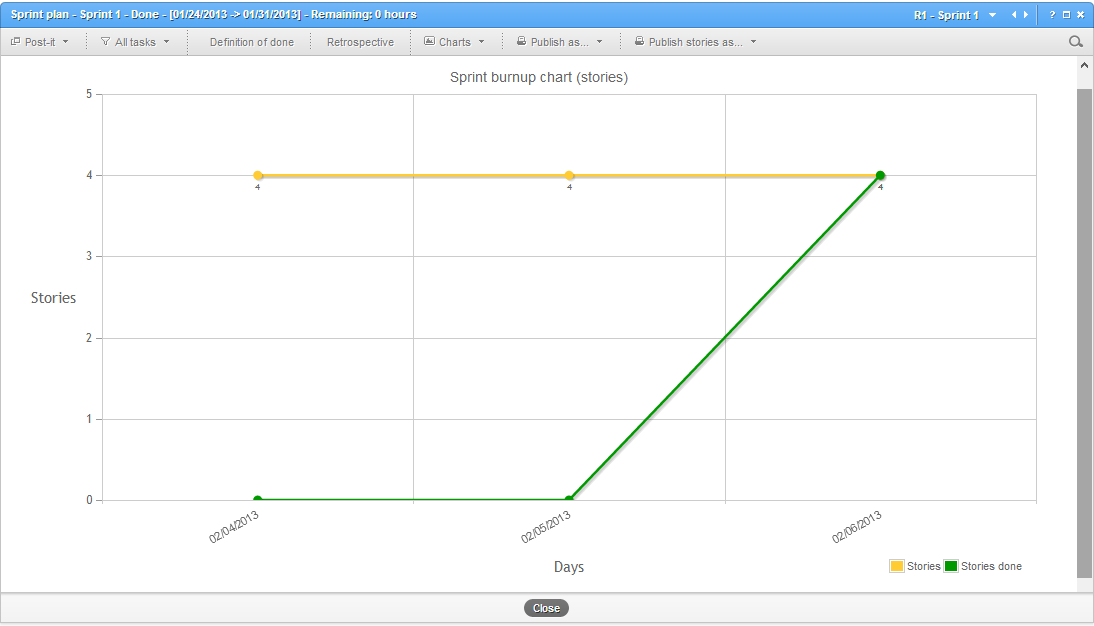 Sprint plan - Sprint 1 - Done - [01/24/2013 -> 01/31/2013] - Remaining: 0 hours
R1 - Sprint 1
?
Post-it
All tasks
Definition of done
Retrospective
Charts
Publish as...
Publish stories as...
Sprint burnup chart (stories)
5
4
3
2
1
0
Stories
4
4
4
02/04/2013
02/05/2013
02/06/2013
Days
Stories
Stories done
Close